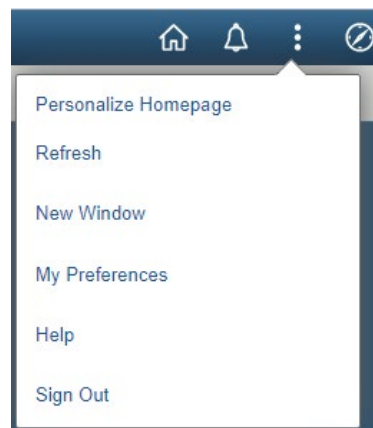 Personalize Homepage
Refresh
New Window
My Preferences
Help
Sign Out